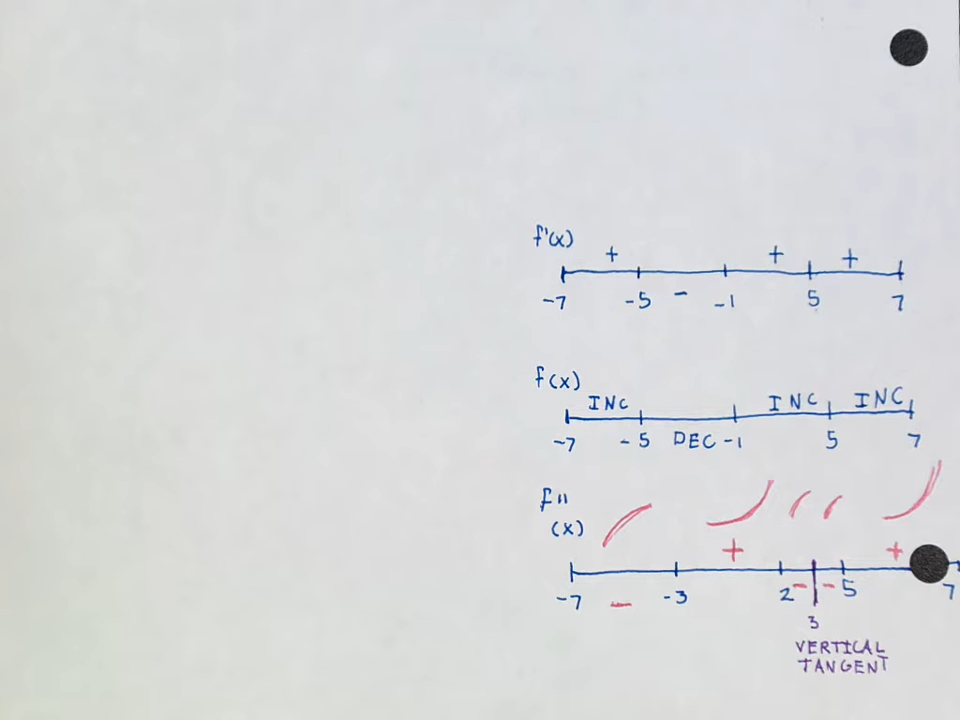 f'(x)
+ + +
-7 -5 - -1 5 7
f(x)
INC INC INC
-7 -5 DEC -1 5 7
f"
(x)
+ +
-7 - -3 2 - - 5 7
3
VERTICAL
TANGENT